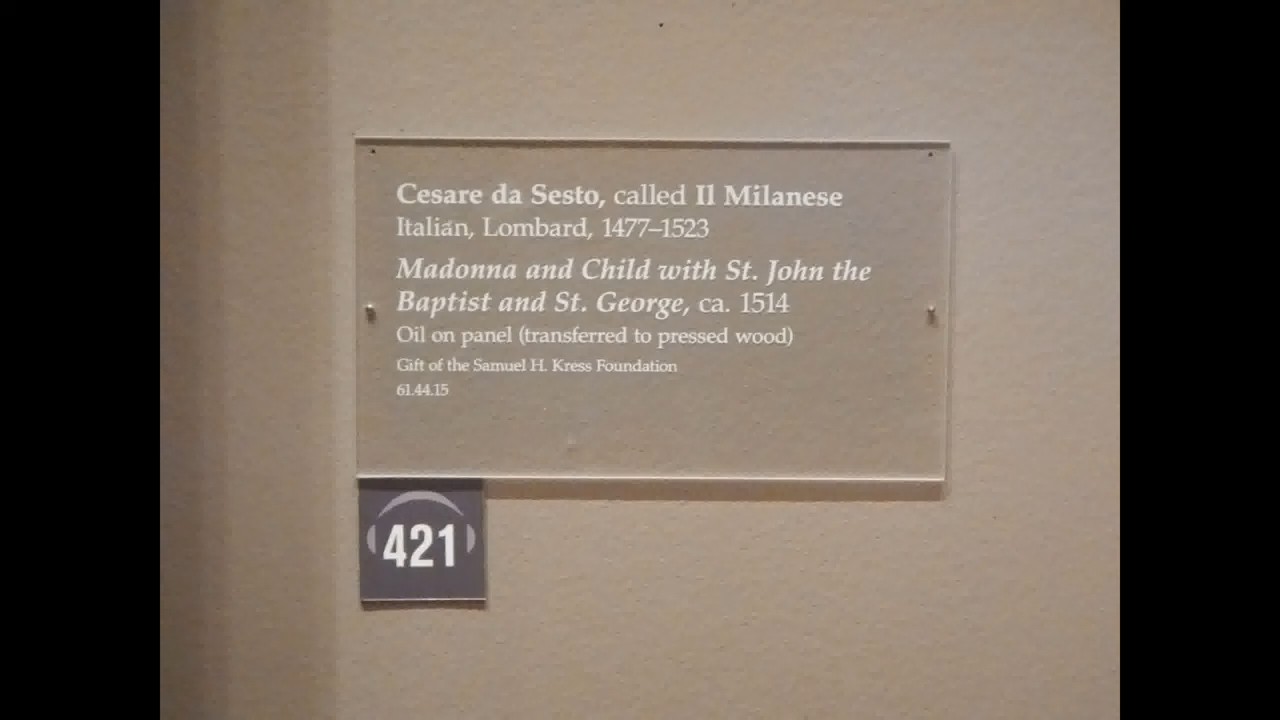 Cesare da Sesto, called Il Milanese
Italian, Lombard, 1477–1523
Madonna and Child with St. John the
Baptist and St. George, ca. 1514
Oil on panel (transferred to pressed wood)
Gift of the Samuel H. Kress Foundation
61.44.15
421